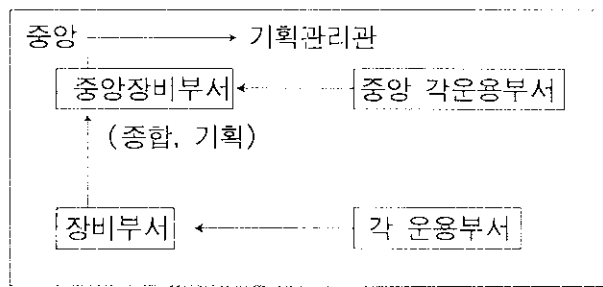 중앙 기획관리관
중앙장비부서 중앙 각운용부서
(종합, 기획)
장비부서 각 운용부서